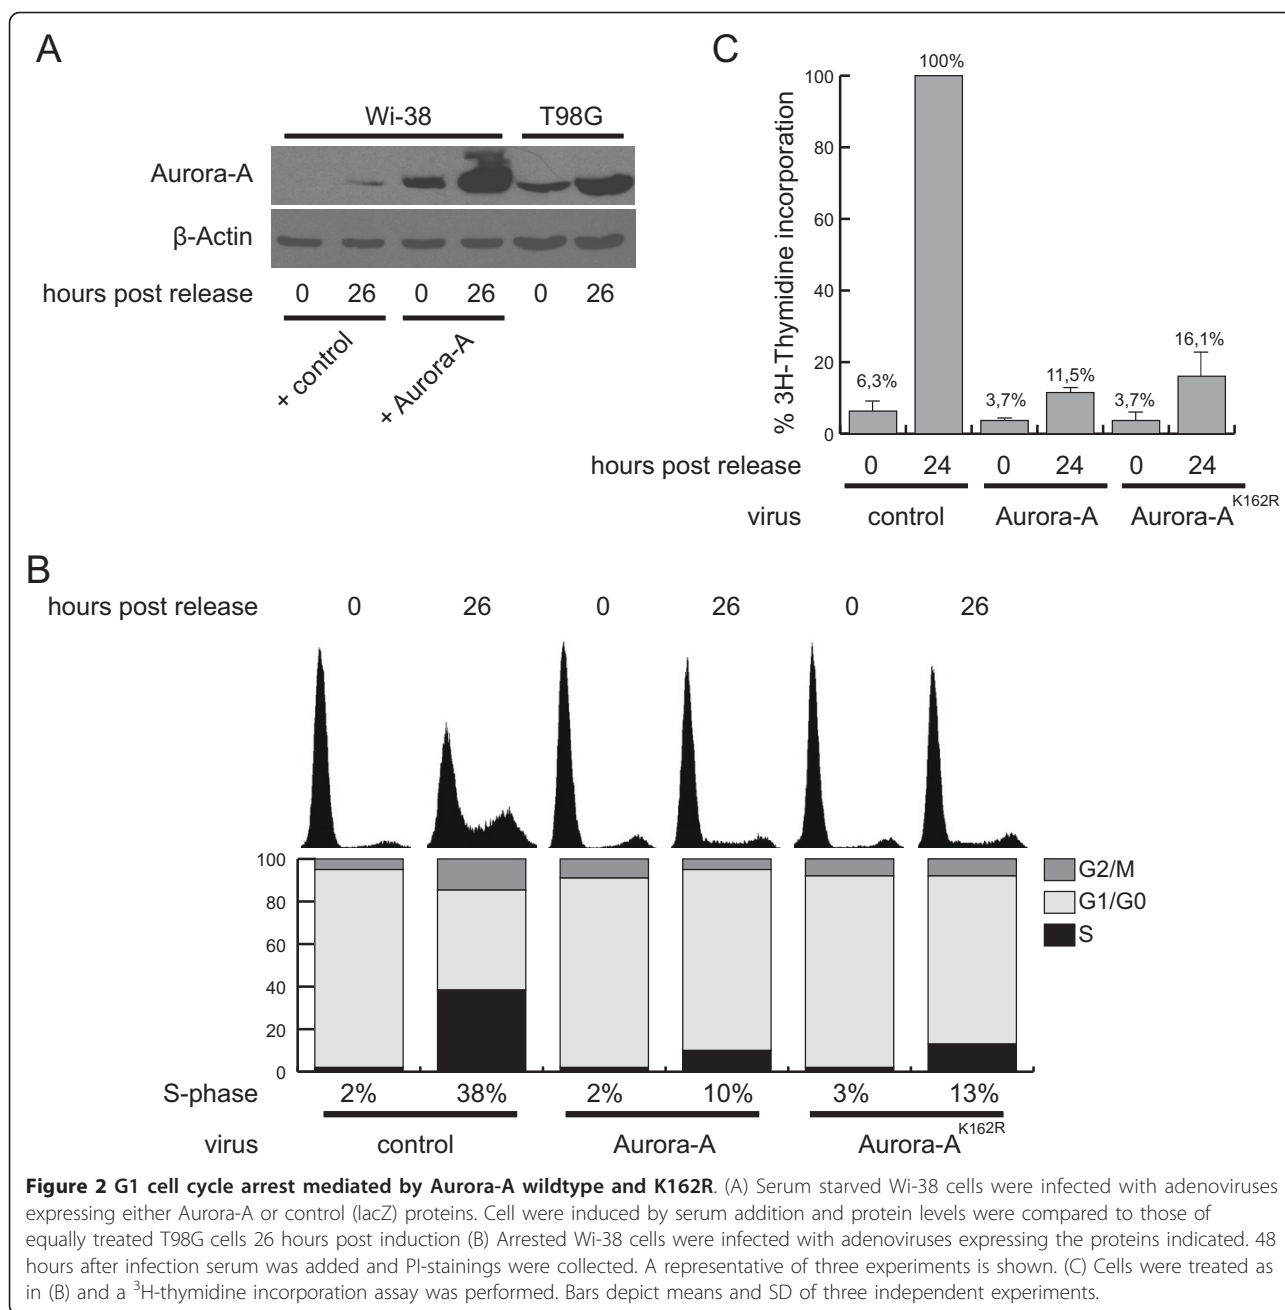 A
Wi-38 T98G
Aurora-A
β-Actin
hours post release 0 26 0 26 0 26
+ control
+ Aurora-A
C
% 3H-Thymidine incorporation
100
80
60
40
20
0
6,3% 100% 3,7% 11,5% 3,7% 16,1%
hours post release 0 24 0 24 0 24
virus control Aurora-A Aurora-A^K162R
B
hours post release 0 26 0 26 0 26
100
80
60
40
20
0
G2/M
G1/G0
S
S-phase 2% 38% 2% 10% 3% 13%
virus control Aurora-A Aurora-A^K162R
Figure 2 G1 cell cycle arrest mediated by Aurora-A wildtype and K162R. (A) Serum starved Wi-38 cells were infected with adenoviruses
expressing either Aurora-A or control (lacZ) proteins. Cell were induced by serum addition and protein levels were compared to those of
equally treated T98G cells 26 hours post induction (B) Arrested Wi-38 cells were infected with adenoviruses expressing the proteins indicated. 48
hours after infection serum was added and PI-stainings were collected. A representative of three experiments is shown. (C) Cells were treated as
in (B) and a ³H-thymidine incorporation assay was performed. Bars depict means and SD of three independent experiments.